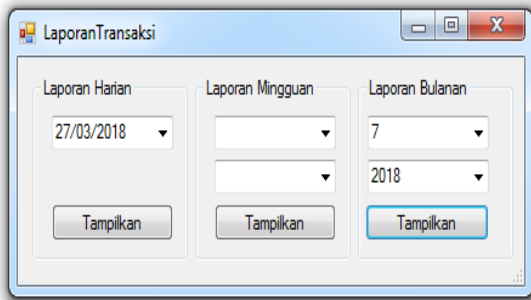 LaporanTransaksi
Laporan Harian
27/03/2018
Tampilkan
Laporan Mingguan
Tampilkan
Laporan Bulanan
7
2018
Tampilkan